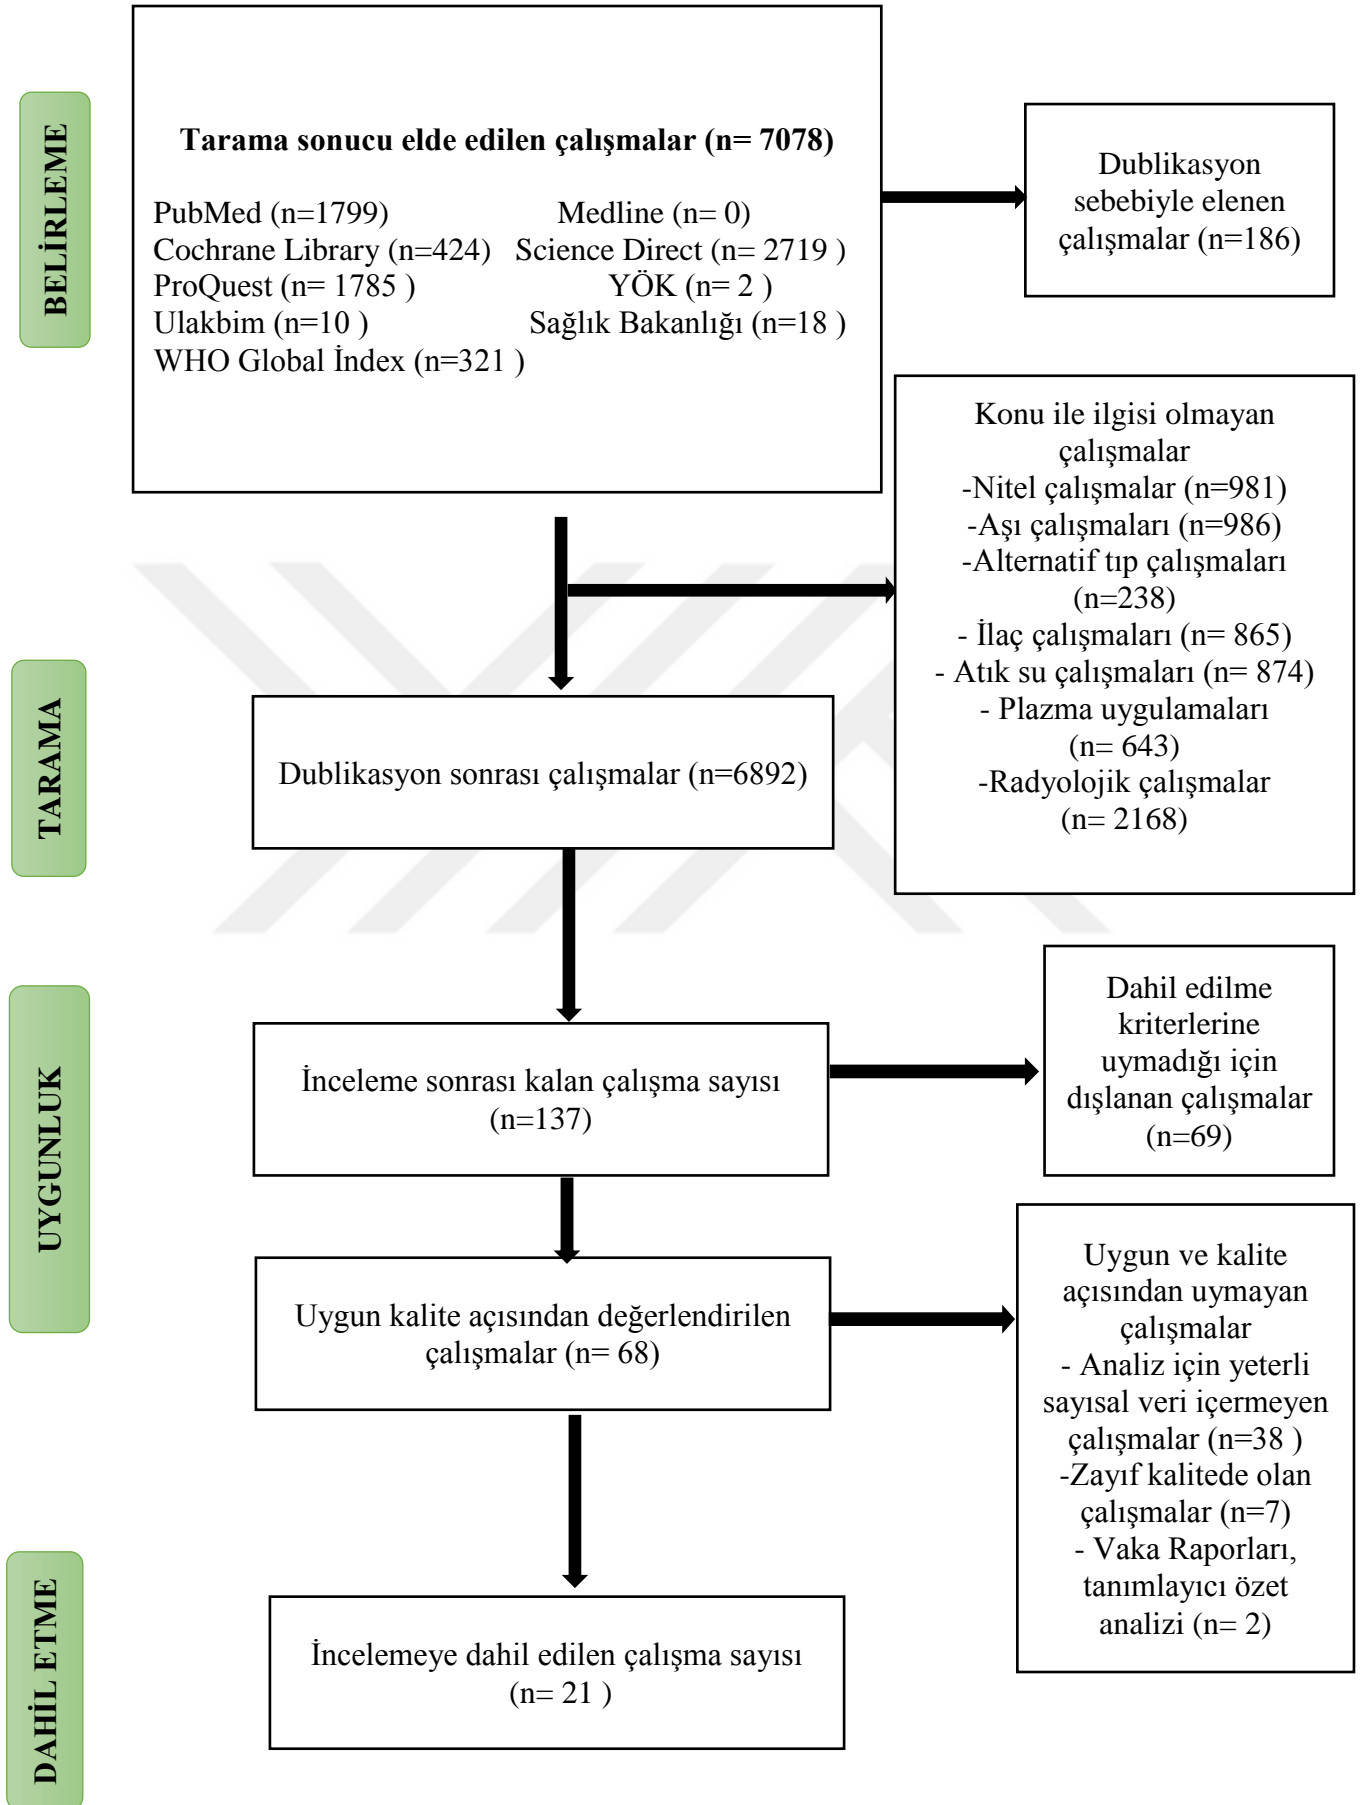 BELİRLEME
Tarama sonucu elde edilen çalışmalar (n= 7078)
PubMed (n=1799) Medline (n= 0)
Cochrane Library (n=424) Science Direct (n= 2719 )
ProQuest (n= 1785 ) YÖK (n= 2 )
Ulakbim (n=10 ) Sağlık Bakanlığı (n=18 )
WHO Global İndex (n=321 )
Dublikasyon
sebebiyle elenen
çalışmalar (n=186)
Konu ile ilgisi olmayan
çalışmalar
-Nitel çalışmalar (n=981)
-Aşı çalışmaları (n=986)
-Alternatif tıp çalışmaları
(n=238)
- İlaç çalışmaları (n= 865)
- Atık su çalışmaları (n= 874)
- Plazma uygulamaları
(n= 643)
-Radyolojik çalışmalar
(n= 2168)
TARAMA
Dublikasyon sonrası çalışmalar (n=6892)
UYGUNLUK
İnceleme sonrası kalan çalışma sayısı
(n=137)
Dahil edilme
kriterlerine
uymadığı için
dışlanan çalışmalar
(n=69)
Uygun kalite açısından değerlendirilen
çalışmalar (n= 68)
Uygun ve kalite
açısından uymayan
çalışmalar
- Analiz için yeterli
sayısal veri içermeyen
çalışmalar (n=38 )
-Zayıf kalitede olan
çalışmalar (n=7)
- Vaka Raporları,
tanımlayıcı özet
analizi (n= 2)
DAHİL ETME
İncelemeye dahil edilen çalışma sayısı
(n= 21 )